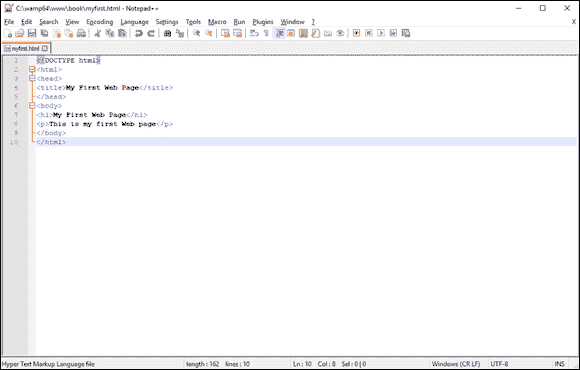 C:\wamp64\www\book\myfirst.html - Notepad++
File Edit Search View Encoding Language Settings Tools Macro Run Plugins Window ? X
myfirst.html
1 <!DOCTYPE html>
2 <html>
3 <head>
4 <title>My First Web Page</title>
5 </head>
6 <body>
7 <h1>My First Web Page</h1>
8 <p>This is my first Web page</p>
9 </body>
10 </html>
Hyper Text Markup Language file length : 162 lines : 10 Ln : 10 Col : 8 Sel : 0 | 0 Windows (CR LF) UTF-8 INS